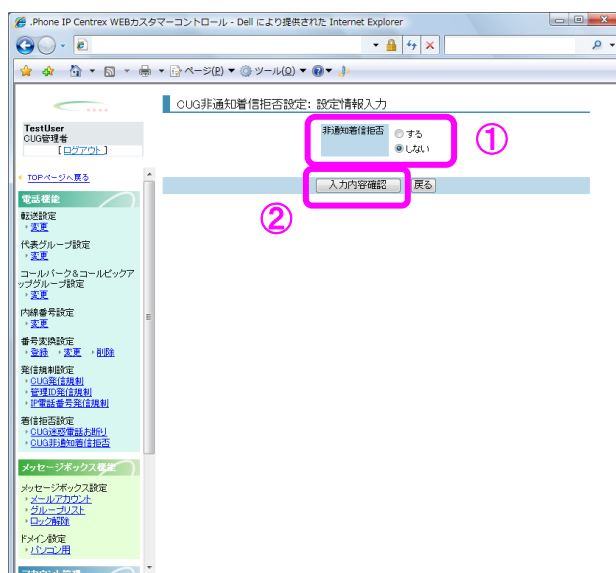 .Phone IP Centrex WEBカスタマーコントロール - Dell により提供された Internet Explorer
ページ(P) ツール(O)
CUG非通知着信拒否設定: 設定情報入力
TestUser
CUG管理者
[ログアウト]
非通知着信拒否
する
しない
①
入力内容確認 戻る
②
TOPページへ戻る
電話機能
転送設定
変更
代表グループ設定
変更
コールパーク&コールピックア
ップグループ設定
変更
内線番号設定
変更
番号変換設定
登録 変更 削除
発信規制設定
CUG発信規制
管理ID発信規制
IP電話番号発信規制
着信拒否設定
CUG迷惑電話お断り
CUG非通知着信拒否
メッセージボックス機能
メッセージボックス設定
メールアカウント
グループリスト
ロック解除
ドメイン設定
パソコン用